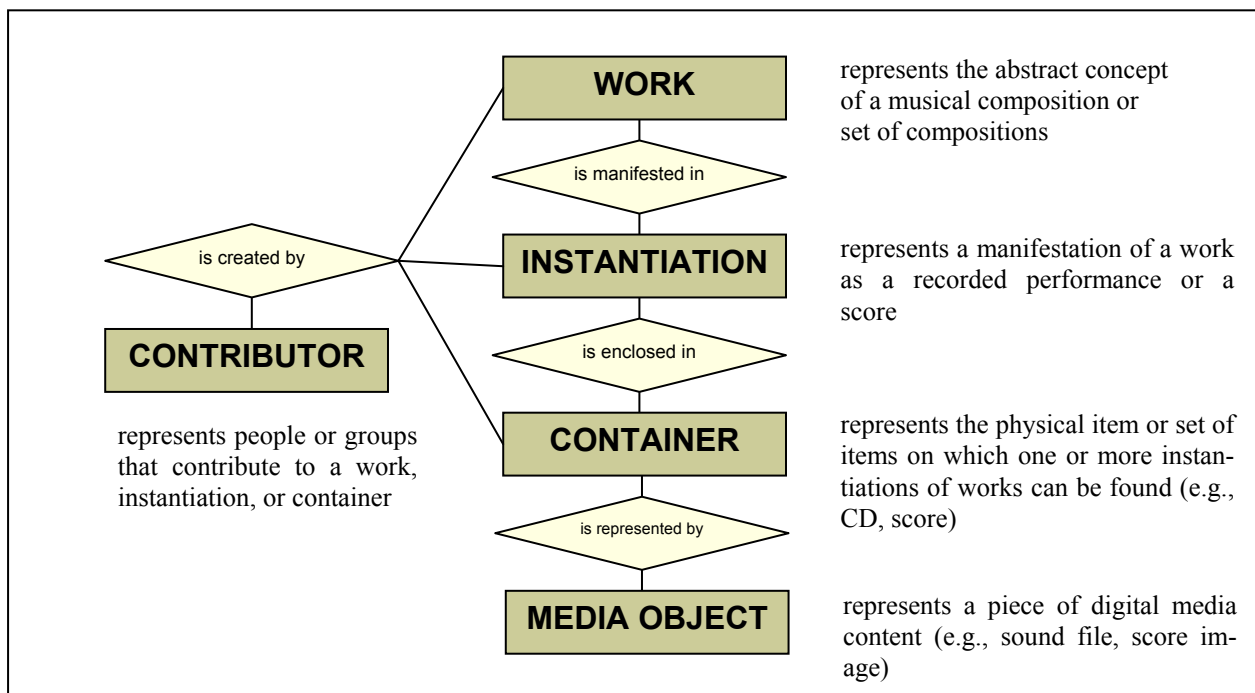 WORK
represents the abstract concept
of a musical composition or
set of compositions
is manifested in
is created by
INSTANTIATION
represents a manifestation of a work
as a recorded performance or a
score
is enclosed in
CONTRIBUTOR
represents people or groups
that contribute to a work,
instantiation, or container
CONTAINER
represents the physical item or set of
items on which one or more instan-
tiations of works can be found (e.g.,
CD, score)
is represented by
MEDIA OBJECT
represents a piece of digital media
content (e.g., sound file, score im-
age)